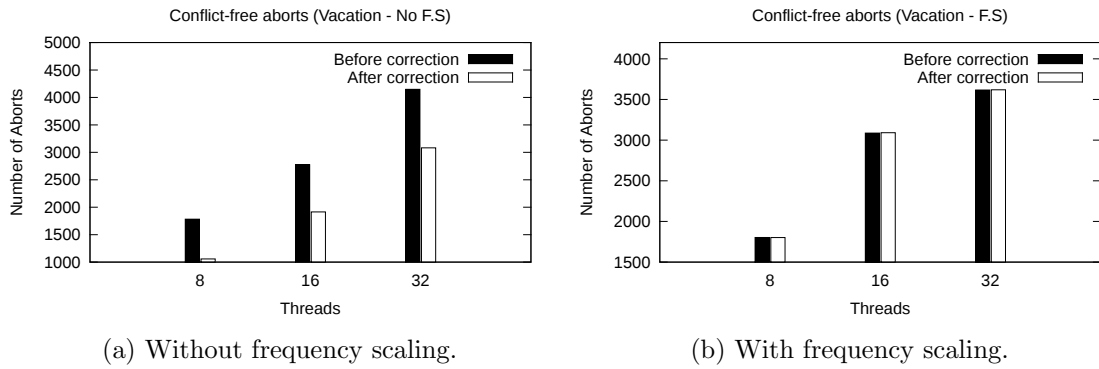 Conflict-free aborts (Vacation - No F.S)
5000
4500
4000
3500
3000
2500
2000
1500
1000
Number of Aborts
Before correction
After correction
8 16 32
Threads
(a) Without frequency scaling.
Conflict-free aborts (Vacation - F.S)
4000
3500
3000
2500
2000
1500
Number of Aborts
Before correction
After correction
8 16 32
Threads
(b) With frequency scaling.